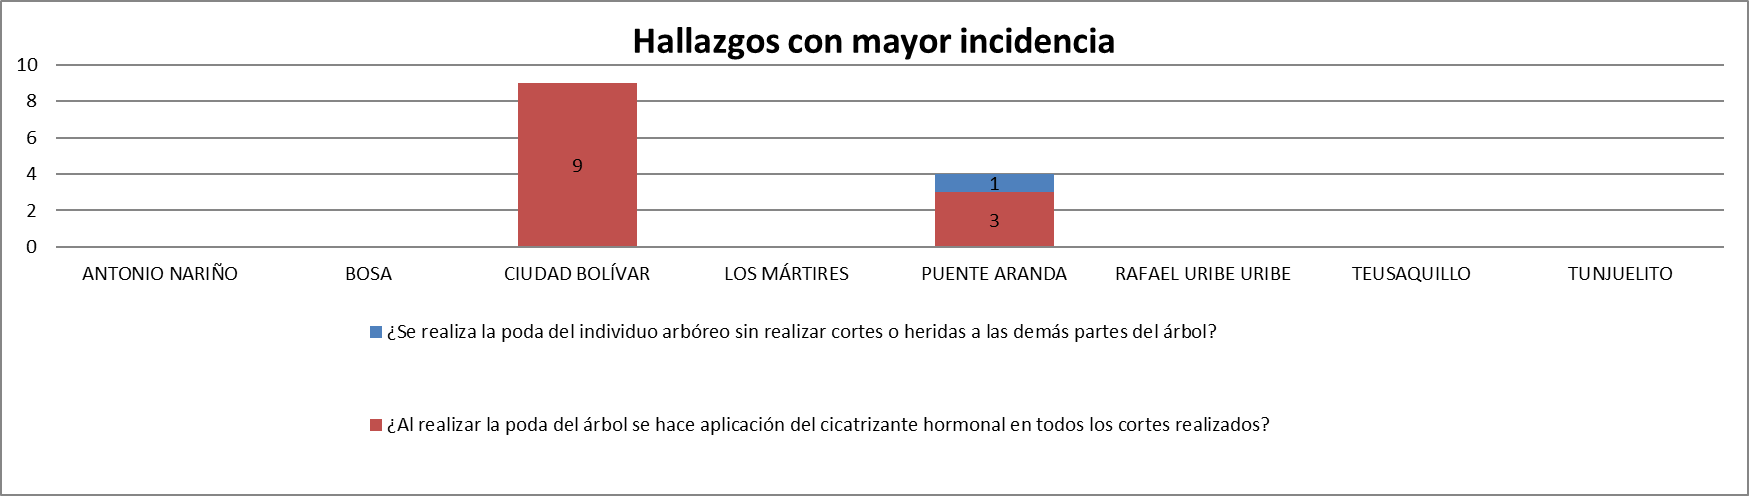 Hallazgos con mayor incidencia
10
8
6
4
2
0
9
1
3
ANTONIO NARIÑO BOSA CIUDAD BOLÍVAR LOS MÁRTIRES PUENTE ARANDA RAFAEL URIBE URIBE TEUSAQUILLO TUNJUELITO
¿Se realiza la poda del individuo arbóreo sin realizar cortes o heridas a las demás partes del árbol?
¿Al realizar la poda del árbol se hace aplicación del cicatrizante hormonal en todos los cortes realizados?